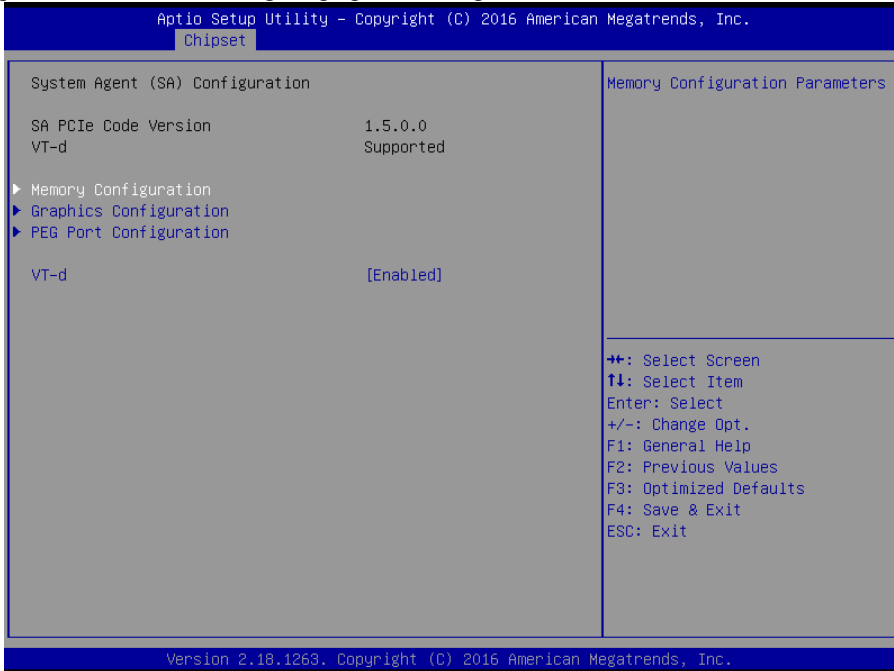 Aptio Setup Utility – Copyright (C) 2016 American Megatrends, Inc.
Chipset
System Agent (SA) Configuration
SA PCIe Code Version 1.5.0.0
VT-d Supported
Memory Configuration
Graphics Configuration
PEG Port Configuration
VT-d [Enabled]
Memory Configuration Parameters
→←: Select Screen
↑↓: Select Item
Enter: Select
+/-: Change Opt.
F1: General Help
F2: Previous Values
F3: Optimized Defaults
F4: Save & Exit
ESC: Exit
Version 2.18.1263. Copyright (C) 2016 American Megatrends, Inc.